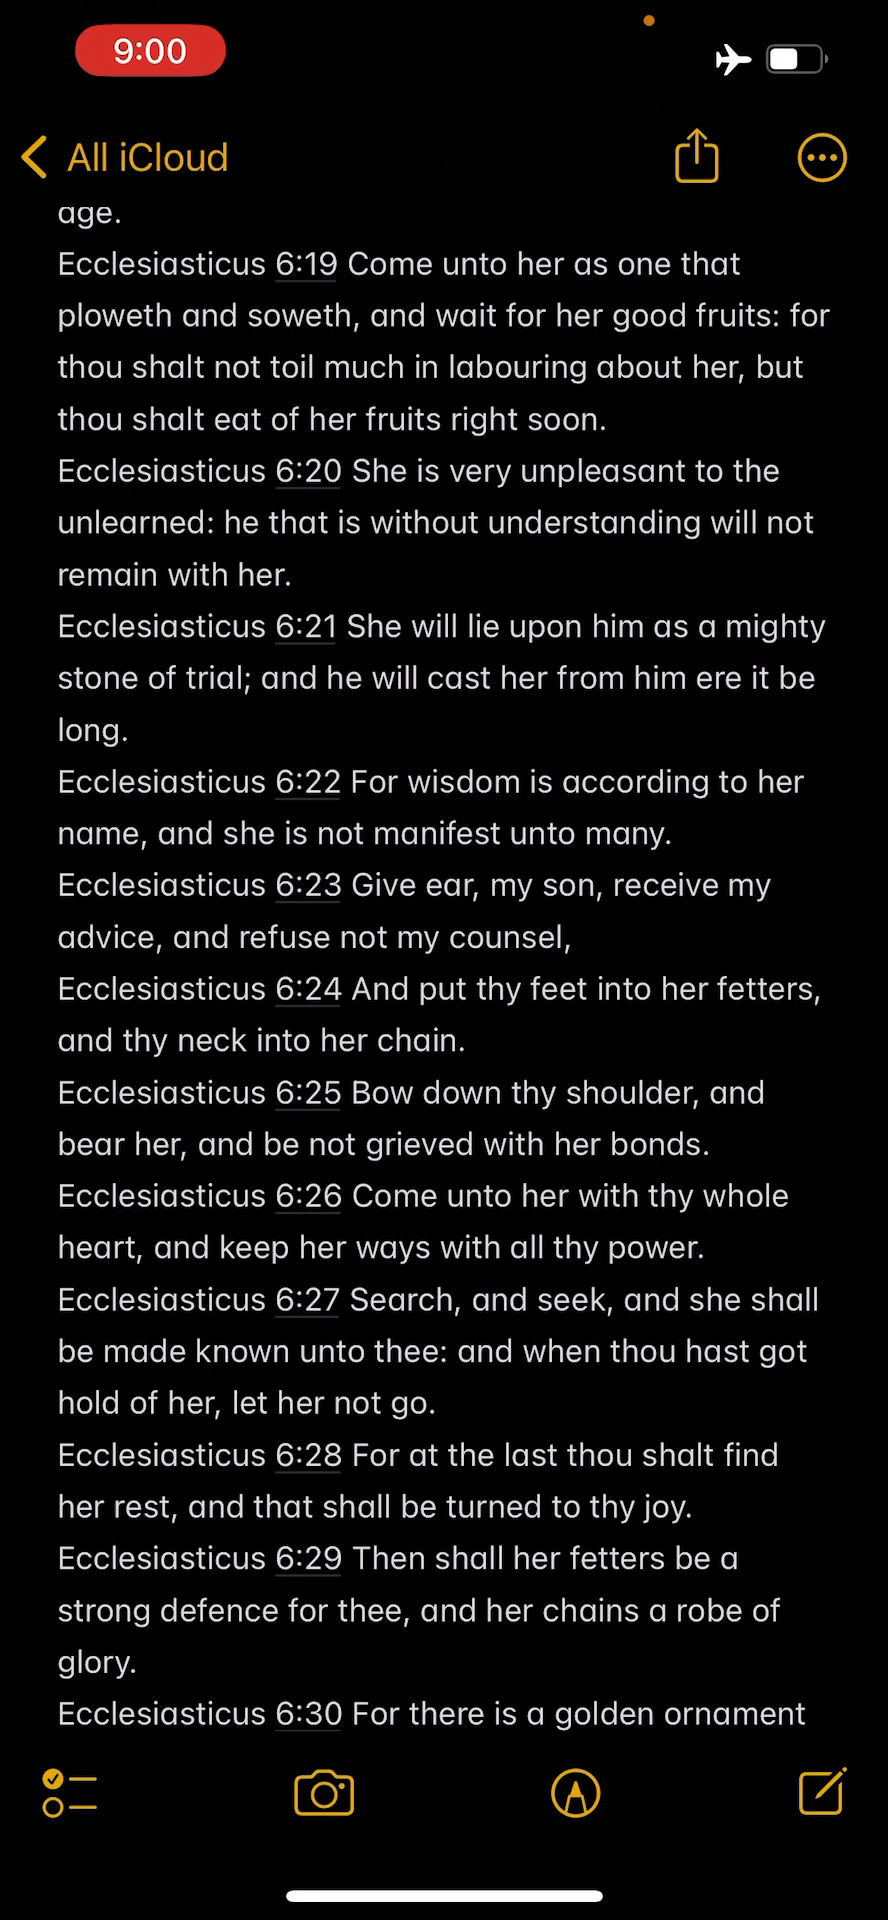 9:00
All iCloud
age.
Ecclesiasticus 6:19 Come unto her as one that
ploweth and soweth, and wait for her good fruits: for
thou shalt not toil much in labouring about her, but
thou shalt eat of her fruits right soon.
Ecclesiasticus 6:20 She is very unpleasant to the
unlearned: he that is without understanding will not
remain with her.
Ecclesiasticus 6:21 She will lie upon him as a mighty
stone of trial; and he will cast her from him ere it be
long.
Ecclesiasticus 6:22 For wisdom is according to her
name, and she is not manifest unto many.
Ecclesiasticus 6:23 Give ear, my son, receive my
advice, and refuse not my counsel,
Ecclesiasticus 6:24 And put thy feet into her fetters,
and thy neck into her chain.
Ecclesiasticus 6:25 Bow down thy shoulder, and
bear her, and be not grieved with her bonds.
Ecclesiasticus 6:26 Come unto her with thy whole
heart, and keep her ways with all thy power.
Ecclesiasticus 6:27 Search, and seek, and she shall
be made known unto thee: and when thou hast got
hold of her, let her not go.
Ecclesiasticus 6:28 For at the last thou shalt find
her rest, and that shall be turned to thy joy.
Ecclesiasticus 6:29 Then shall her fetters be a
strong defence for thee, and her chains a robe of
glory.
Ecclesiasticus 6:30 For there is a golden ornament